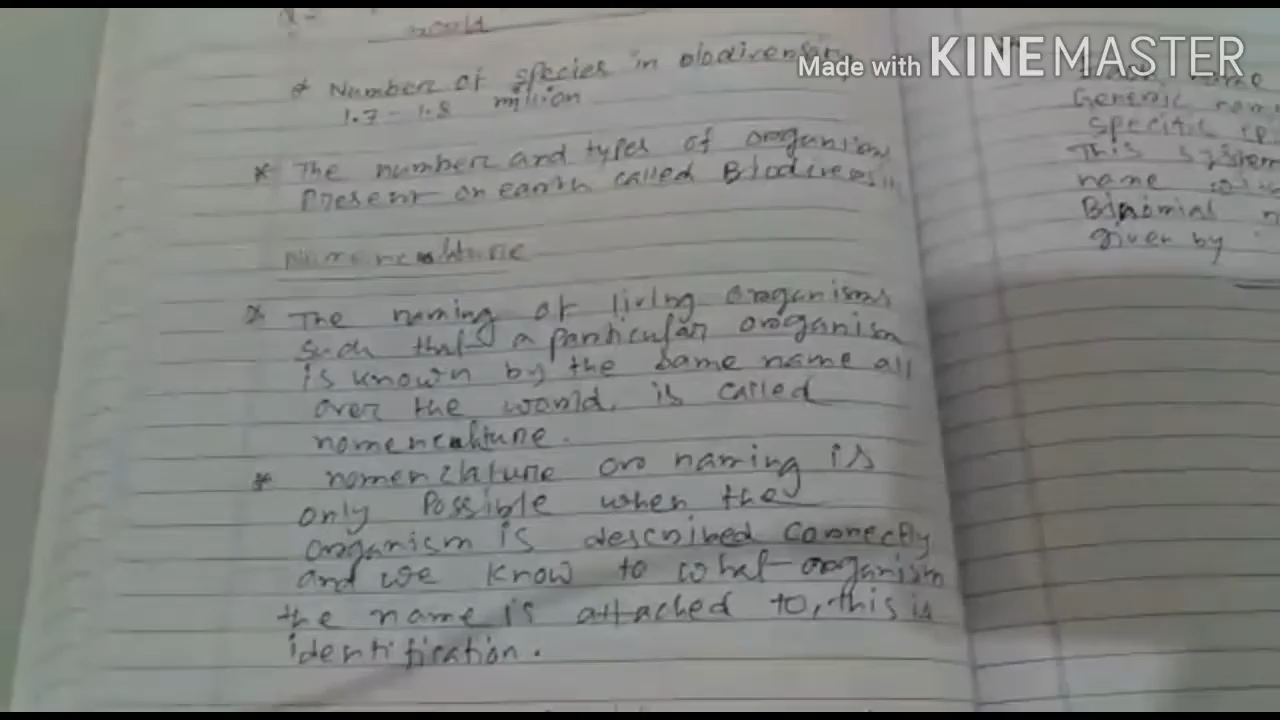 world
* Number of species in biodiversity
1.7 - 1.8 million
* The number and types of organism
Present on earth called Biodiversity
Nomenclature
* The naming of living organisms
such that a particular organism
is known by the same name all
over the world, is called
nomenclature.
* nomenclature or naming is
only Possible when the
organism is described correctly
and we know to what organism
the name is attached to, this is
identification.
Made with KINEMASTER
name
Generic
specific
This system
name
Binomial
given by